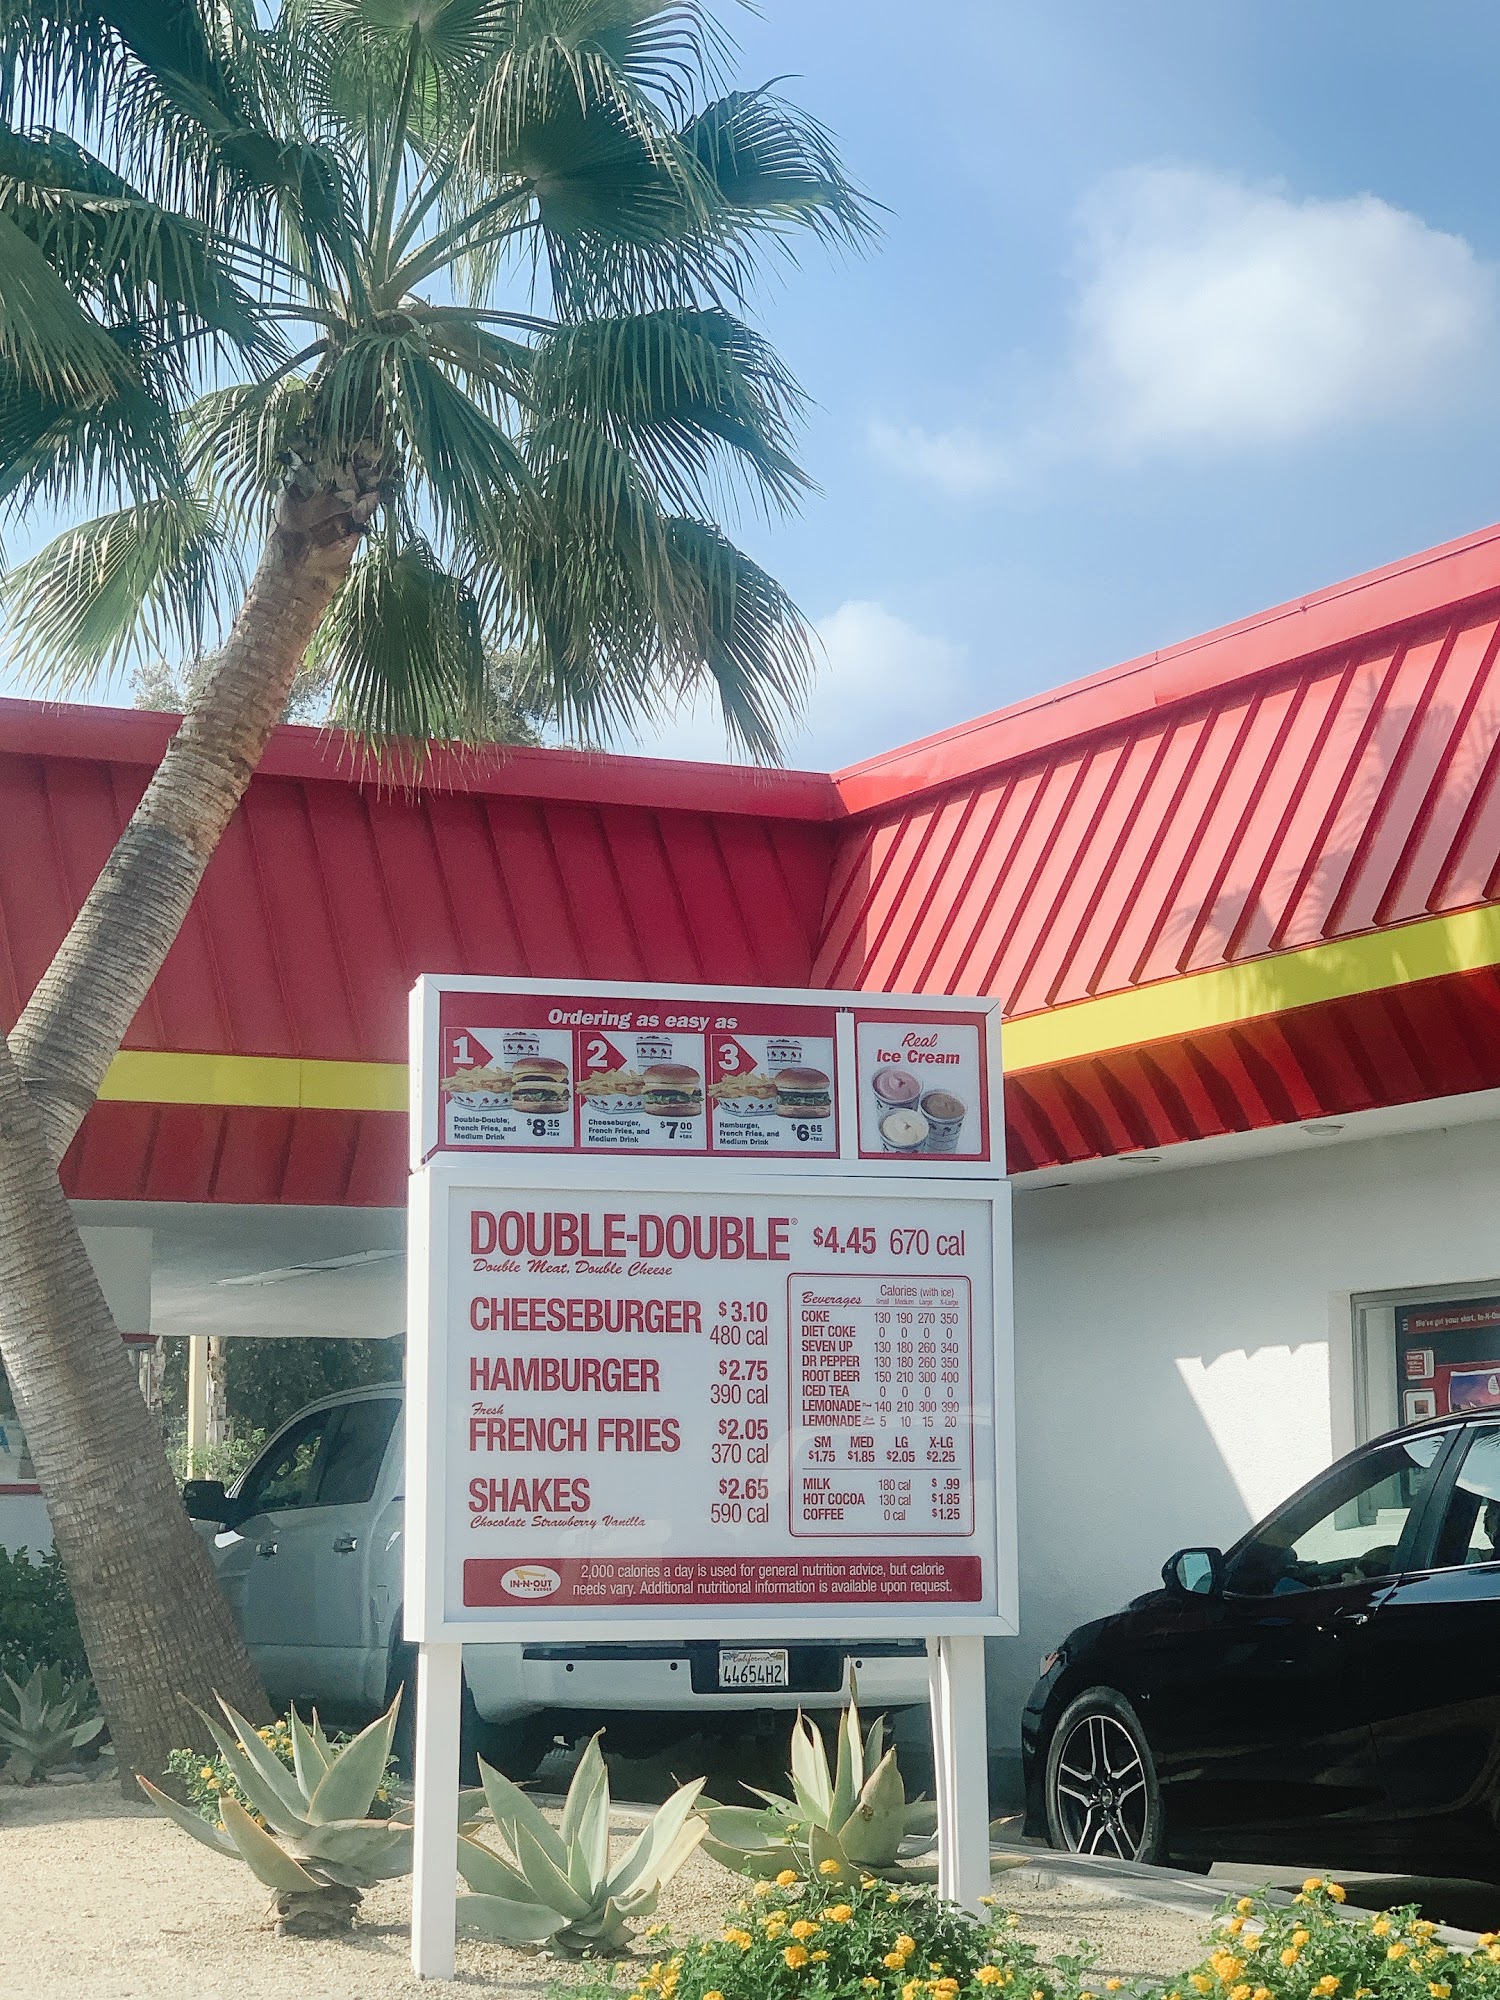 Ordering as easy as
1
Double-Double,
French Fries, and
Medium Drink
$8 35
+tax
2
Cheeseburger,
French Fries, and
Medium Drink
$7 00
+tax
3
Hamburger,
French Fries, and
Medium Drink
$6 65
+tax
Real
Ice Cream
DOUBLE-DOUBLE® $4.45 670 cal
Double Meat, Double Cheese
CHEESEBURGER $3.10
480 cal
HAMBURGER $2.75
390 cal
Fresh
FRENCH FRIES $2.05
370 cal
SHAKES $2.65
590 cal
Chocolate Strawberry Vanilla
Beverages Calories (with ice)
Small Medium Large X-Large
COKE 130 190 270 350
DIET COKE 0 0 0 0
SEVEN UP 130 180 260 340
DR PEPPER 130 180 260 350
ROOT BEER 150 210 300 400
ICED TEA 0 0 0 0
LEMONADE 140 210 300 390
LEMONADE 5 10 15 20
SM MED LG X-LG
$1.75 $1.85 $2.05 $2.25
MILK 180 cal $ .99
HOT COCOA 130 cal $1.85
COFFEE 0 cal $1.25
IN-N-OUT
BURGER
2,000 calories a day is used for general nutrition advice, but calorie
needs vary. Additional nutritional information is available upon request.
California
44654H2